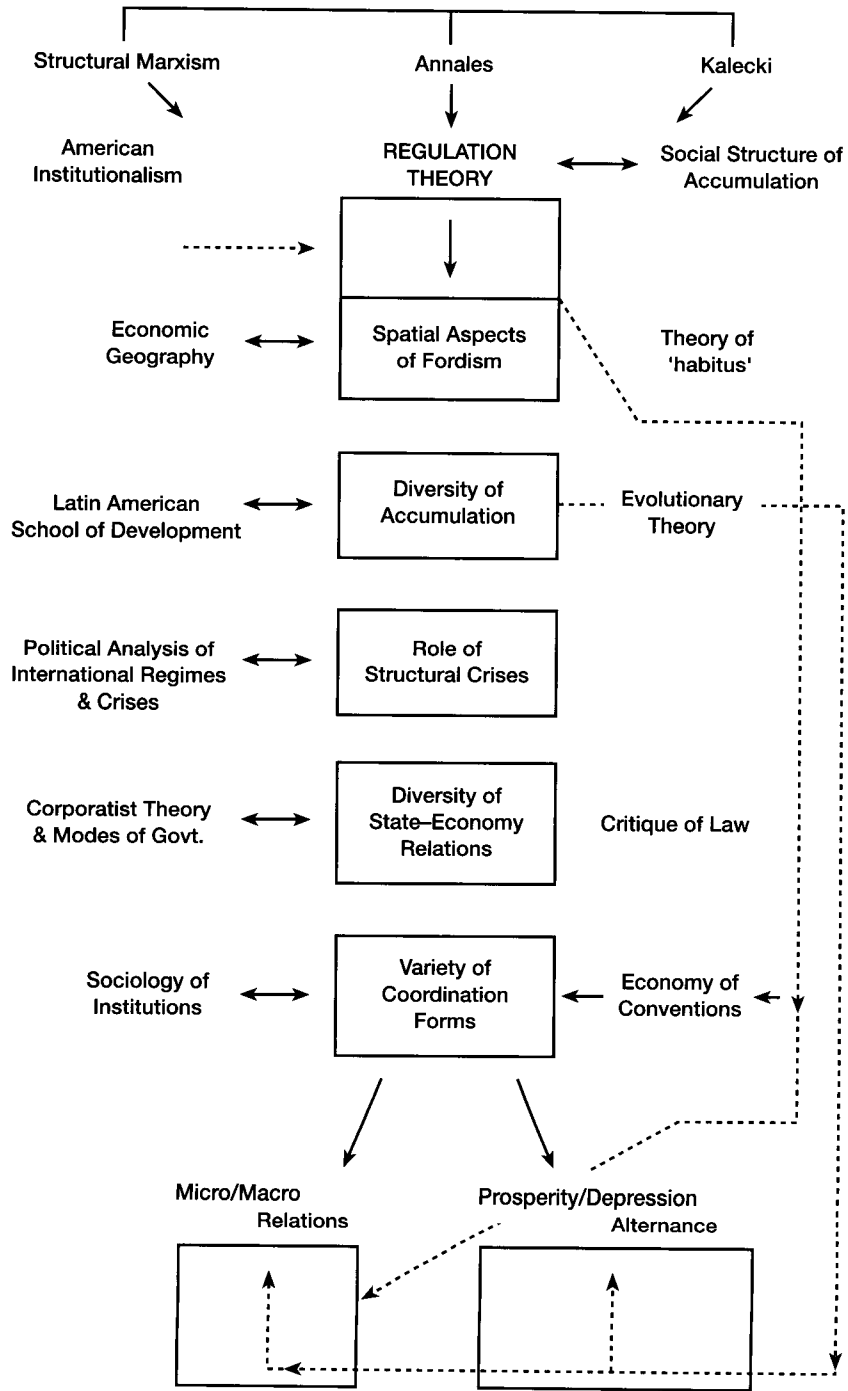 Structural Marxism
Annales
Kalecki
American
Institutionalism
REGULATION
THEORY
Social Structure of
Accumulation
Economic
Geography
Spatial Aspects
of Fordism
Theory of
'habitus'
Latin American
School of Development
Diversity of
Accumulation
Evolutionary
Theory
Political Analysis of
International Regimes
& Crises
Role of
Structural Crises
Corporatist Theory
& Modes of Govt.
Diversity of
State–Economy
Relations
Critique of Law
Sociology of
Institutions
Variety of
Coordination
Forms
Economy of
Conventions
Micro/Macro
Relations
Prosperity/Depression
Alternance